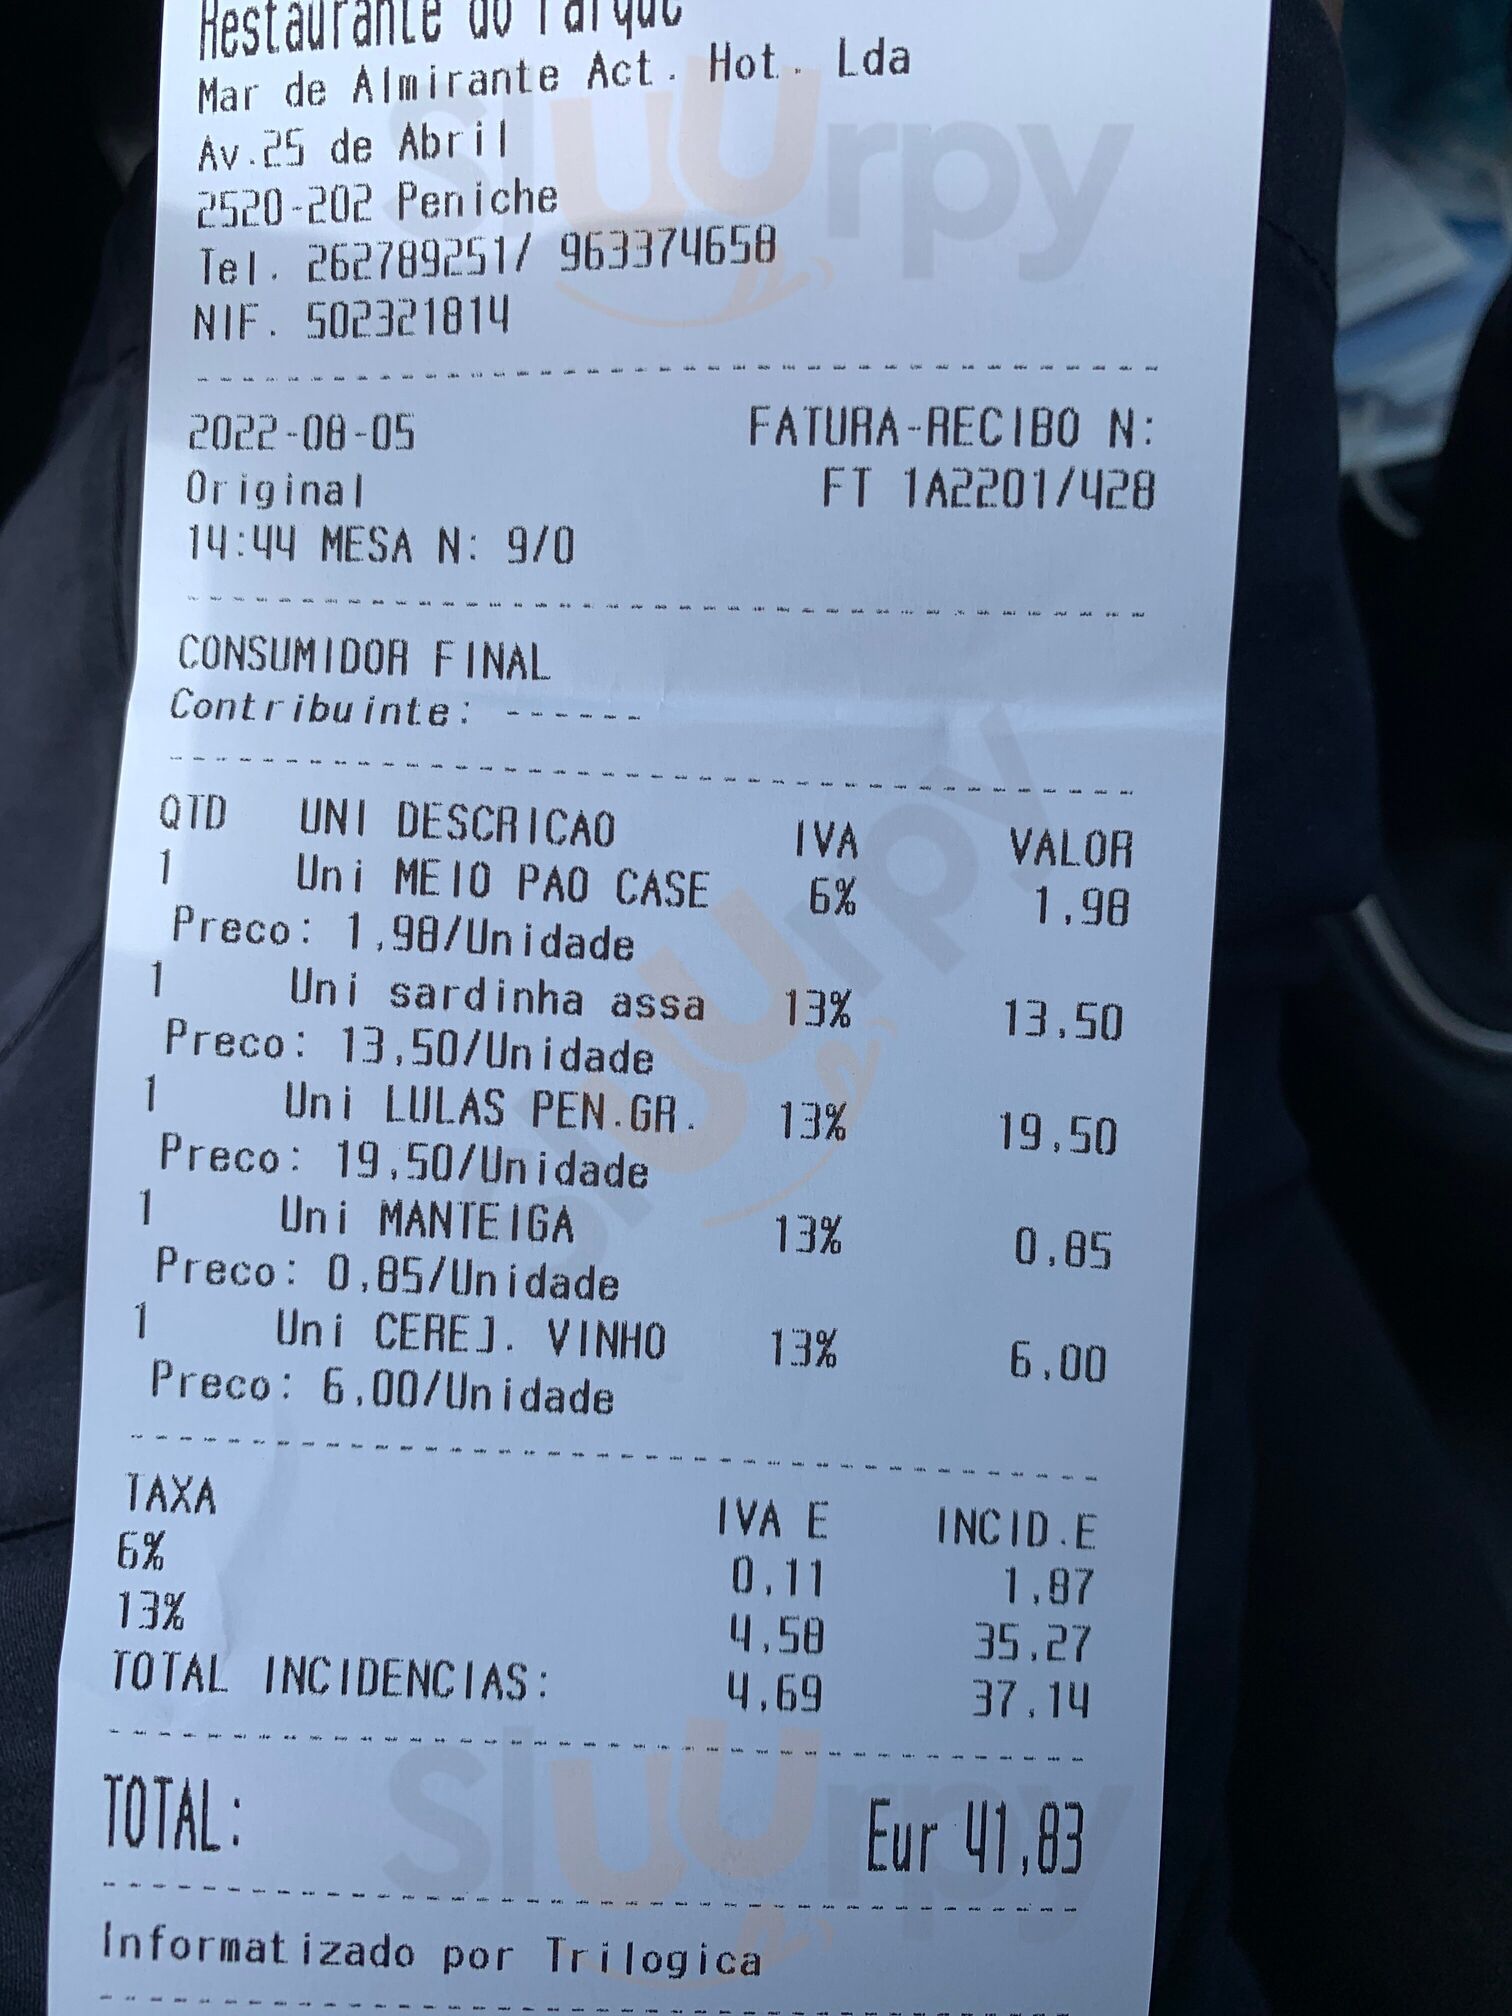 Restaurante do Parque
Mar de Almirante Act. Hot. Lda
Av.25 de Abril
2520-202 Peniche
Tel. 262789251/ 963374658
NIF. 502321814
2022-08-05 FATURA-RECIBO N:
Original FT 1A2201/428
14:44 MESA N: 9/0
CONSUMIDOR FINAL
Contribuinte: ------
QTD UNI DESCRICAO IVA VALOR
1 Uni MEIO PAO CASE 6% 1,98
Preco: 1,98/Unidade
1 Uni sardinha assa 13% 13,50
Preco: 13,50/Unidade
1 Uni LULAS PEN.GR. 13% 19,50
Preco: 19,50/Unidade
1 Uni MANTEIGA 13% 0,85
Preco: 0,85/Unidade
1 Uni CEREJ. VINHO 13% 6,00
Preco: 6,00/Unidade
TAXA IVA E INCID.E
6% 0,11 1,87
13% 4,58 35,27
TOTAL INCIDENCIAS: 4,69 37,14
TOTAL: Eur 41,83
Informatizado por Trilogica
sluurpy
sluurpy
sluurpy